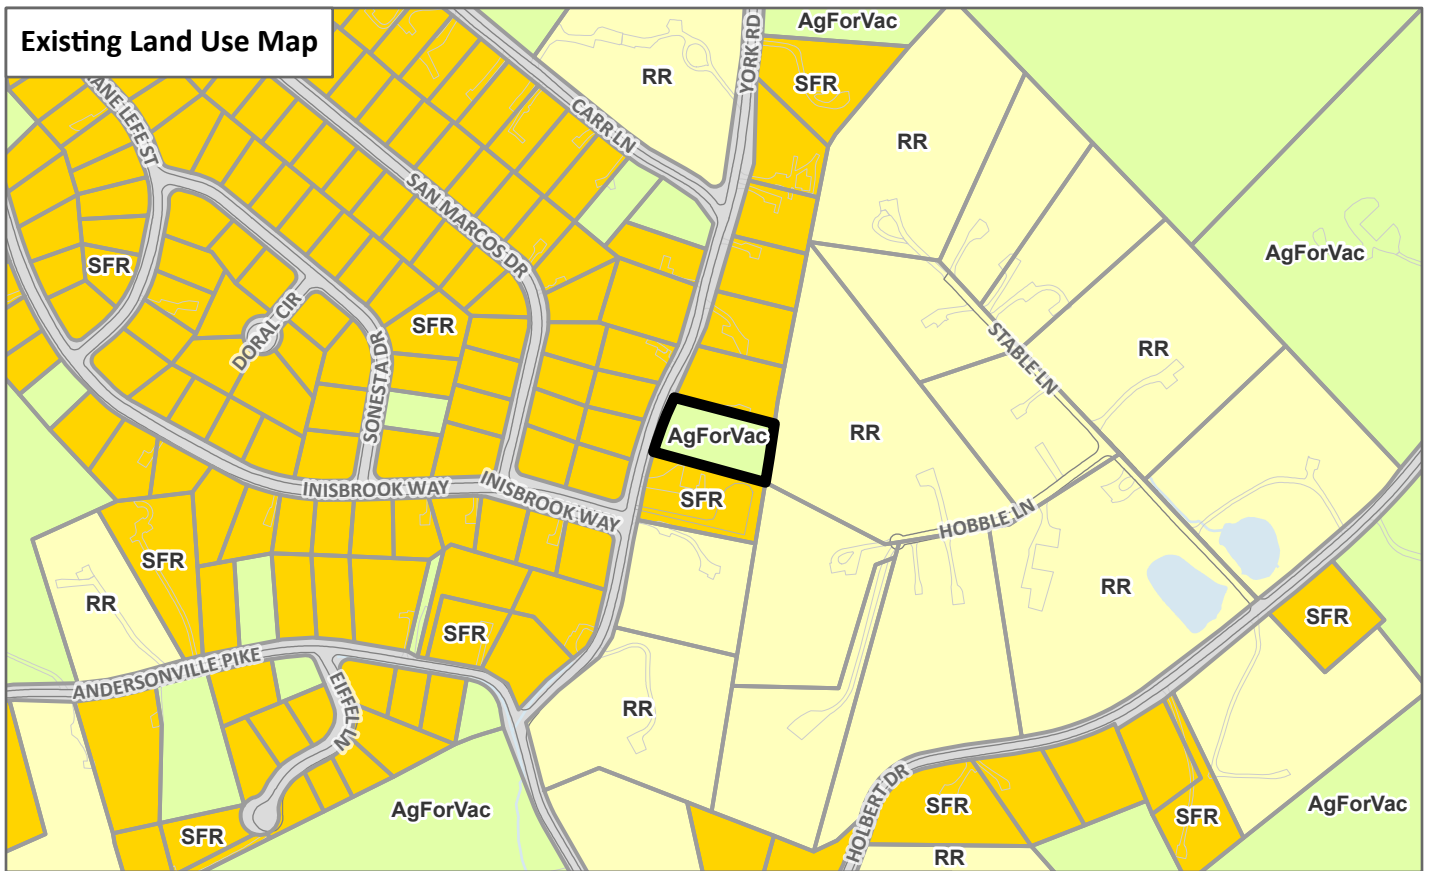 Existing Land Use Map
AgForVac
YORK RD
RR
SFR
CARR LN
RR
SAN MARCOS DR
SFR
AgForVac
DORAL CIR
SFR
SONESTA DR
STABLE LN
RR
AgForVac
RR
INISBROOK WAY
INISBROOK WAY
SFR
HOBBLE LN
SFR
RR
RR
SFR
SFR
ANDERSONVILLE PIKE
EIFFEL LN
RR
AgForVac
HOLBERT DR
SFR
SFR
AgForVac
SFR
RR